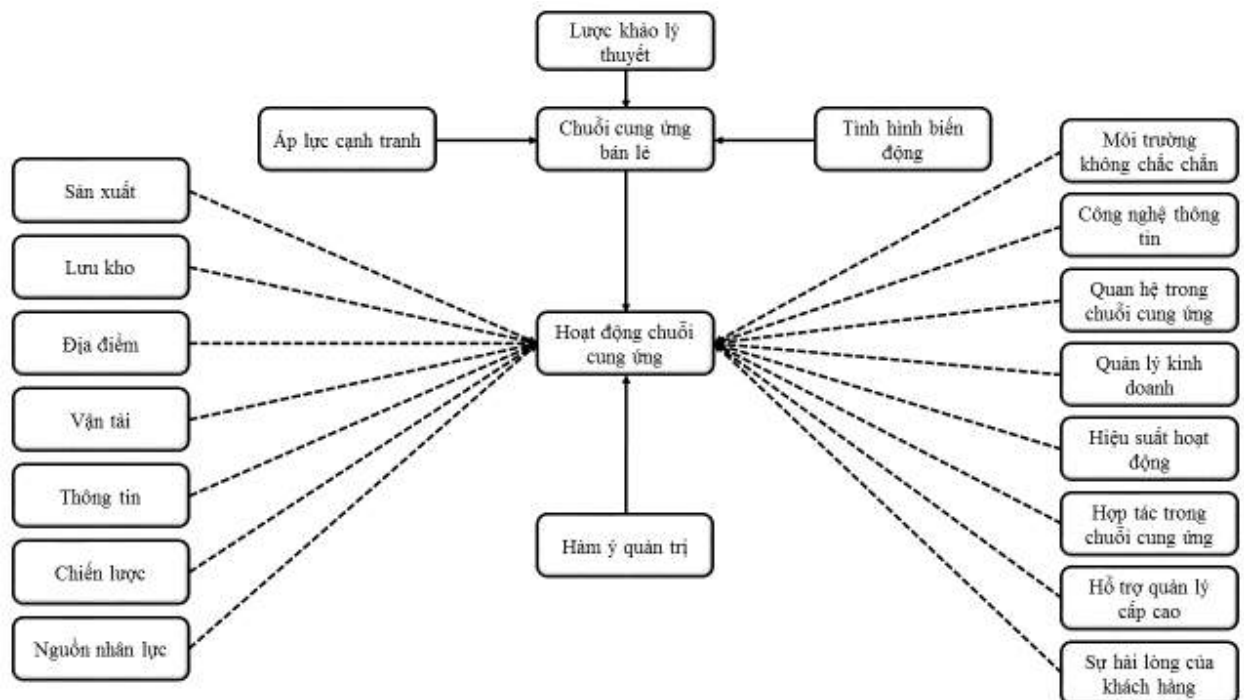 Lược khảo lý
thuyết
Áp lực cạnh tranh
Chuỗi cung ứng
bán lẻ
Tình hình biến
động
Sản xuất
Lưu kho
Địa điểm
Vận tải
Thông tin
Chiến lược
Nguồn nhân lực
Hoạt động chuỗi
cung ứng
Hàm ý quản trị
Môi trường
không chắc chắn
Công nghệ thông
tin
Quan hệ trong
chuỗi cung ứng
Quản lý kinh
doanh
Hiệu suất hoạt
động
Hợp tác trong
chuỗi cung ứng
Hỗ trợ quản lý
cấp cao
Sự hài lòng của
khách hàng